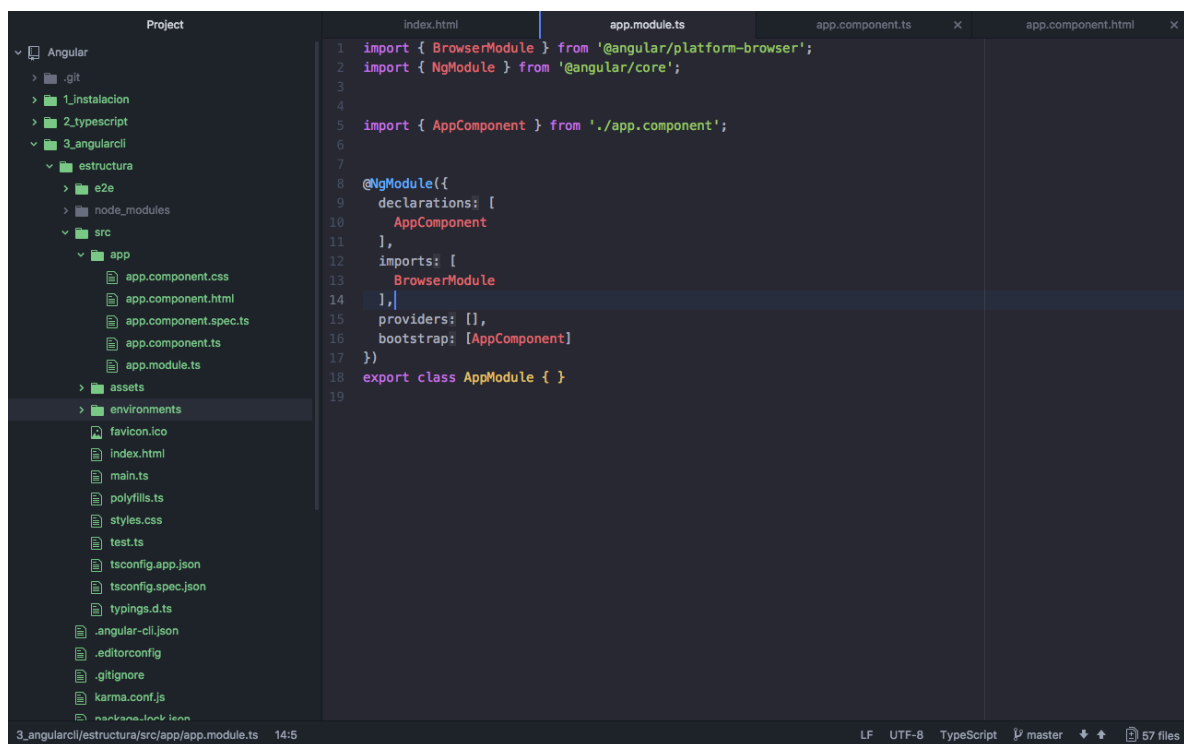 Project
Angular
.git
1_instalacion
2_typescript
3_angularcli
estructura
e2e
node_modules
src
app
app.component.css
app.component.html
app.component.spec.ts
app.component.ts
app.module.ts
assets
environments
favicon.ico
index.html
main.ts
polyfills.ts
styles.css
test.ts
tsconfig.app.json
tsconfig.spec.json
typings.d.ts
.angular-cli.json
.editorconfig
.gitignore
karma.conf.js
package-lock.json
index.html
app.module.ts
app.component.ts ×
app.component.html ×
1 import { BrowserModule } from '@angular/platform-browser';
2 import { NgModule } from '@angular/core';
3
4
5 import { AppComponent } from './app.component';
6
7
8 @NgModule({
9   declarations: [
10     AppComponent
11   ],
12   imports: [
13     BrowserModule
14   ],
15   providers: [],
16   bootstrap: [AppComponent]
17 })
18 export class AppModule { }
19
3_angularcli/estructura/src/app/app.module.ts 14:5
LF UTF-8 TypeScript master 57 files